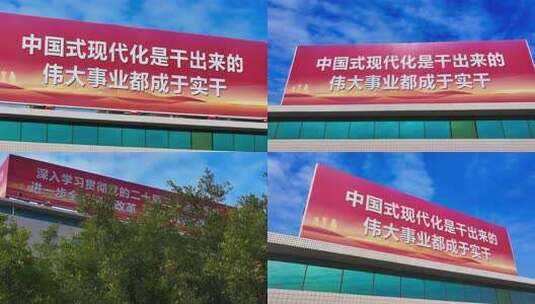 中国式现代化是干出来的
伟大事业都成于实干
中国式现代化是干出来的
伟大事业都成于实干
深入学习贯彻党的二十
进一步全 改革
中国式现代化是干出来的
伟大事业都成于实干